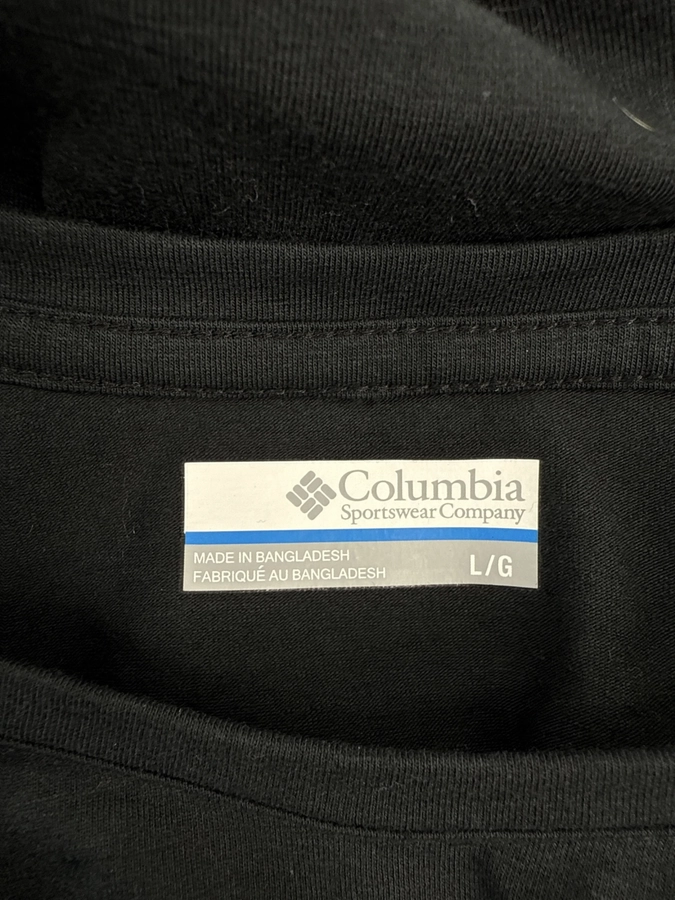 Columbia
Sportswear Company
MADE IN BANGLADESH
FABRIQUÉ AU BANGLADESH
L/G